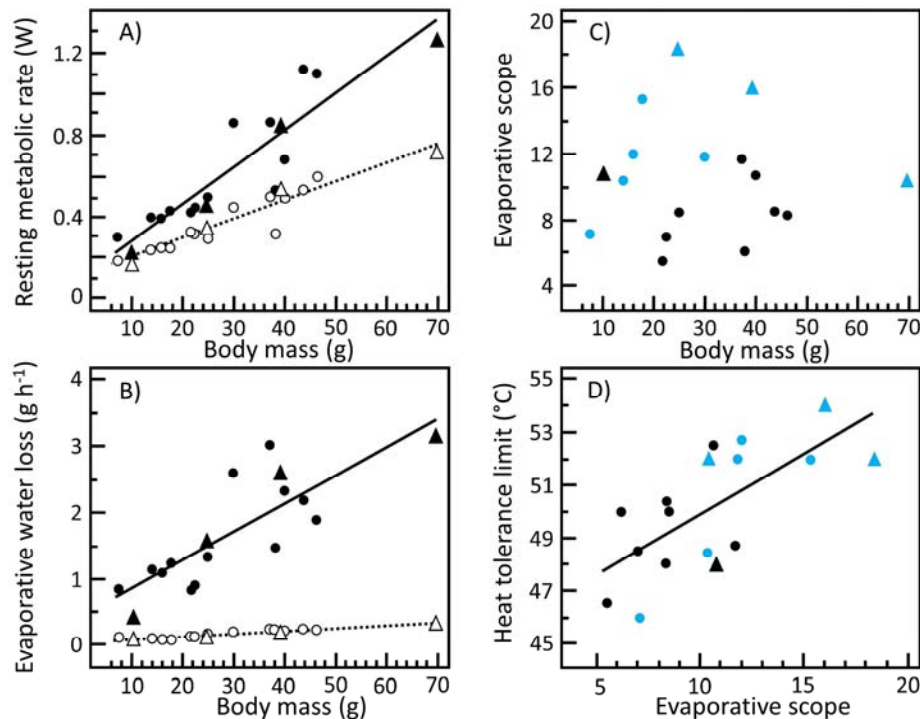 A)
Resting metabolic rate (W)
1.2
0.8
0.4
0
10 20 30 40 50 60 70
Body mass (g)
C)
Evaporative scope
20
16
12
8
4
10 20 30 40 50 60 70
Body mass (g)
B)
Evaporative water loss (g h⁻¹)
4
3
2
1
0
10 20 30 40 50 60 70
Body mass (g)
D)
Heat tolerance limit (°C)
55
53
51
49
47
45
5 10 15 20
Evaporative scope